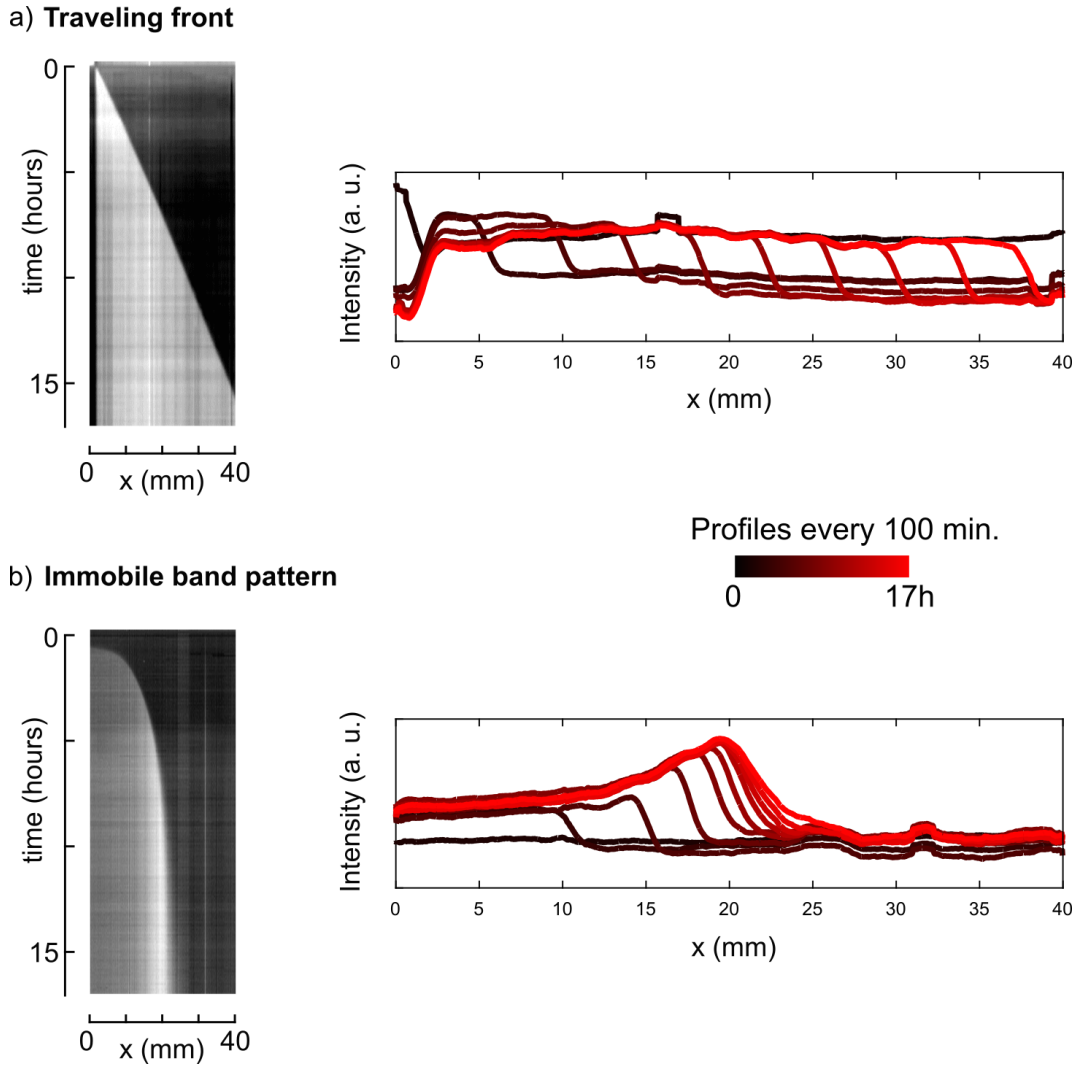 a) Traveling front
0
15
time (hours)
0 40
x (mm)
Intensity (a. u.)
0 5 10 15 20 25 30 35 40
x (mm)
Profiles every 100 min.
0 17h
b) Immobile band pattern
0
15
time (hours)
0 40
x (mm)
Intensity (a. u.)
0 5 10 15 20 25 30 35 40
x (mm)